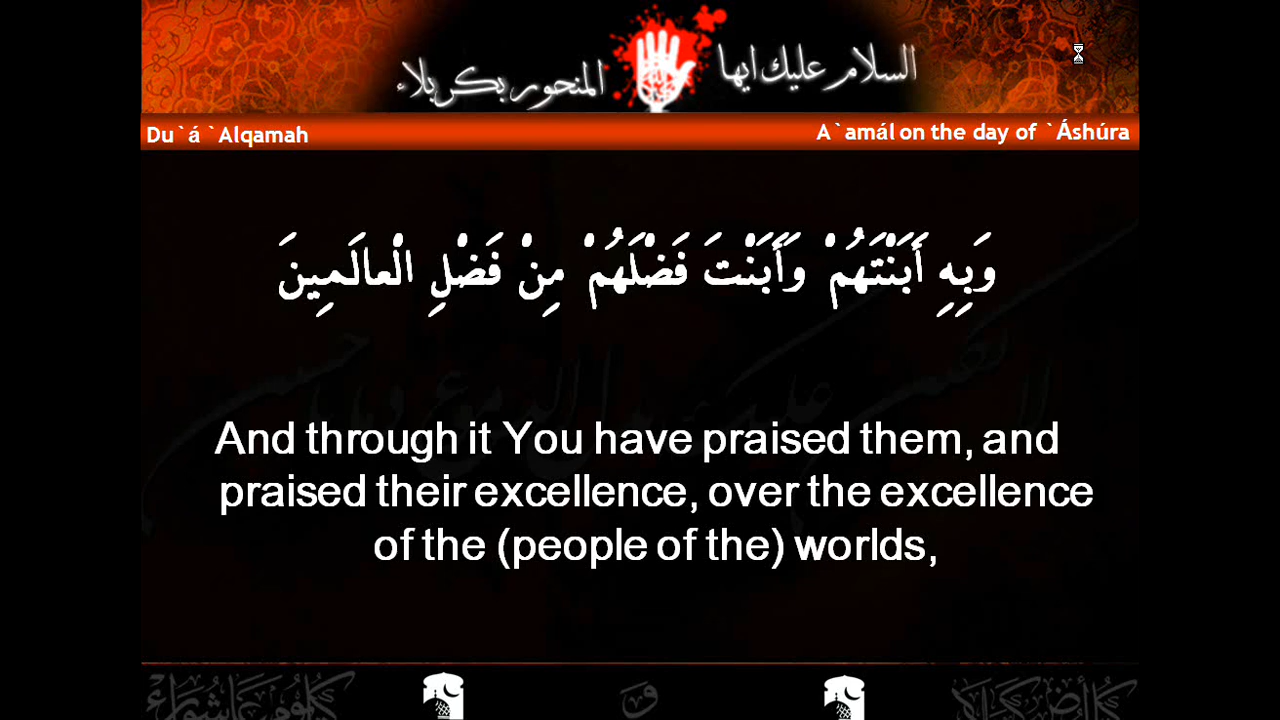 السلام عليك ايها
المنحور بكربلاء
Du`á `Alqamah
A`amál on the day of `Áshúra
وَبِهِ أَبَنْتَهُمْ وَأَبَنْتَ فَضْلَهُمْ مِنْ فَضْلِ الْعالَمِينَ
And through it You have praised them, and
praised their excellence, over the excellence
of the (people of the) worlds,